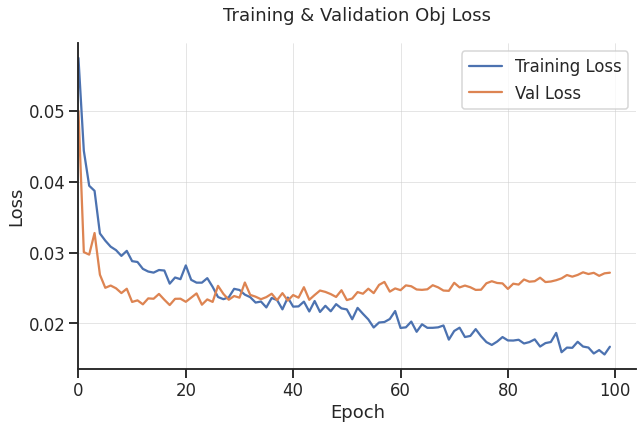 Training & Validation Obj Loss
Training Loss
Val Loss
Loss
0.05
0.04
0.03
0.02
0 20 40 60 80 100
Epoch